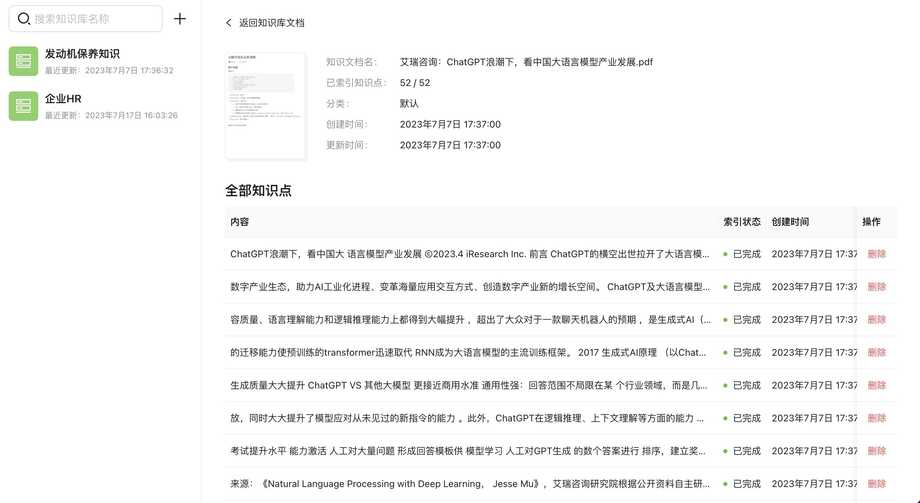 搜索知识库名称
发动机保养知识
最近更新： 2023年7月7日 17:36:32
企业HR
最近更新： 2023年7月17日 16:03:26
返回知识库文档
知识文档名： 艾瑞咨询：ChatGPT浪潮下，看中国大语言模型产业发展.pdf
已索引知识点： 52 / 52
分类： 默认
创建时间： 2023年7月7日 17:37:00
更新时间： 2023年7月7日 17:37:00
全部知识点
内容 索引状态 创建时间 操作
ChatGPT浪潮下，看中国大 语言模型产业发展 ©2023.4 iResearch Inc. 前言 ChatGPT的横空出世拉开了大语言模... 已完成 2023年7月7日 17:37 删除
数字产业生态，助力AI工业化进程、变革海量应用交互方式、创造数字产业新的增长空间。 ChatGPT及大语言模型... 已完成 2023年7月7日 17:37 删除
容质量、语言理解能力和逻辑推理能力上都得到大幅提升 ，超出了大众对于一款聊天机器人的预期 ，是生成式AI（... 已完成 2023年7月7日 17:37 删除
的迁移能力使预训练的transformer迅速取代 RNN成为大语言模型的主流训练框架。 2017 生成式AI原理 （以Chat... 已完成 2023年7月7日 17:37 删除
生成质量大大提升 ChatGPT VS 其他大模型 更接近商用水准 通用性强：回答范围不局限在某 个行业领域，而是几... 已完成 2023年7月7日 17:37 删除
放，同时大大提升了模型应对从未见过的新指令的能力 。此外，ChatGPT在逻辑推理、上下文理解等方面的能力 ... 已完成 2023年7月7日 17:37 删除
考试提升水平 能力激活 人工对大量问题 形成回答模板供 模型学习 人工对GPT生成 的数个答案进行 排序，建立奖... 已完成 2023年7月7日 17:37 删除
来源：《Natural Language Processing with Deep Learning， Jesse Mu》，艾瑞咨询研究院根据公开资料自主研... 已完成 2023年7月7日 17:37 删除